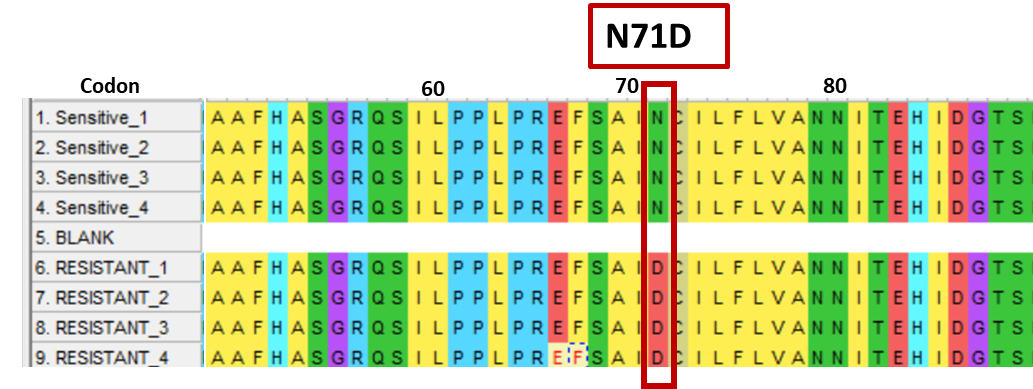 N71D
Codon 60 70 80
1. Sensitive_1 A A F H A S G R Q S I L P P L P R E F S A I N C I L F L V A N N I T E H I D G T S
2. Sensitive_2 A A F H A S G R Q S I L P P L P R E F S A I N C I L F L V A N N I T E H I D G T S
3. Sensitive_3 A A F H A S G R Q S I L P P L P R E F S A I N C I L F L V A N N I T E H I D G T S
4. Sensitive_4 A A F H A S G R Q S I L P P L P R E F S A I N C I L F L V A N N I T E H I D G T S
5. BLANK
6. RESISTANT_1 A A F H A S G R Q S I L P P L P R E F S A I D C I L F L V A N N I T E H I D G T S
7. RESISTANT_2 A A F H A S G R Q S I L P P L P R E F S A I D C I L F L V A N N I T E H I D G T S
8. RESISTANT_3 A A F H A S G R Q S I L P P L P R E F S A I D C I L F L V A N N I T E H I D G T S
9. RESISTANT_4 A A F H A S G R Q S I L P P L P R E F S A I D C I L F L V A N N I T E H I D G T S